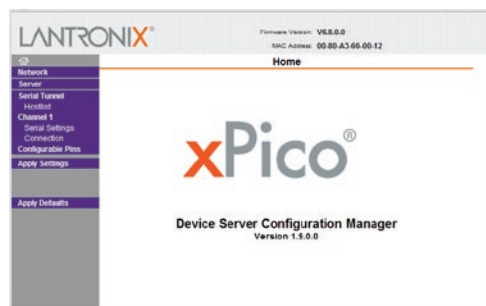 LANTRONIX®
Firmware Version: V6.8.0.0
MAC Address: 00-80-A3-66-00-12
Home
Network
Server
Serial Tunnel
Hostlist
Channel 1
Serial Settings
Connection
Configurable Pins
Apply Settings
Apply Defaults
xPico®
Device Server Configuration Manager
Version 1.9.0.0